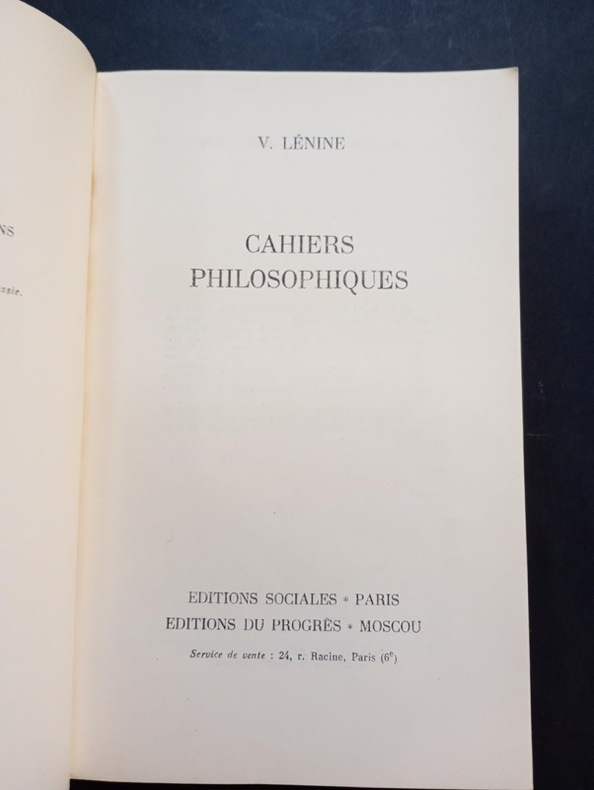 V. LÉNINE
CAHIERS
PHILOSOPHIQUES
EDITIONS SOCIALES * PARIS
EDITIONS DU PROGRÈS * MOSCOU
Service de vente : 24, r. Racine, Paris (6e)